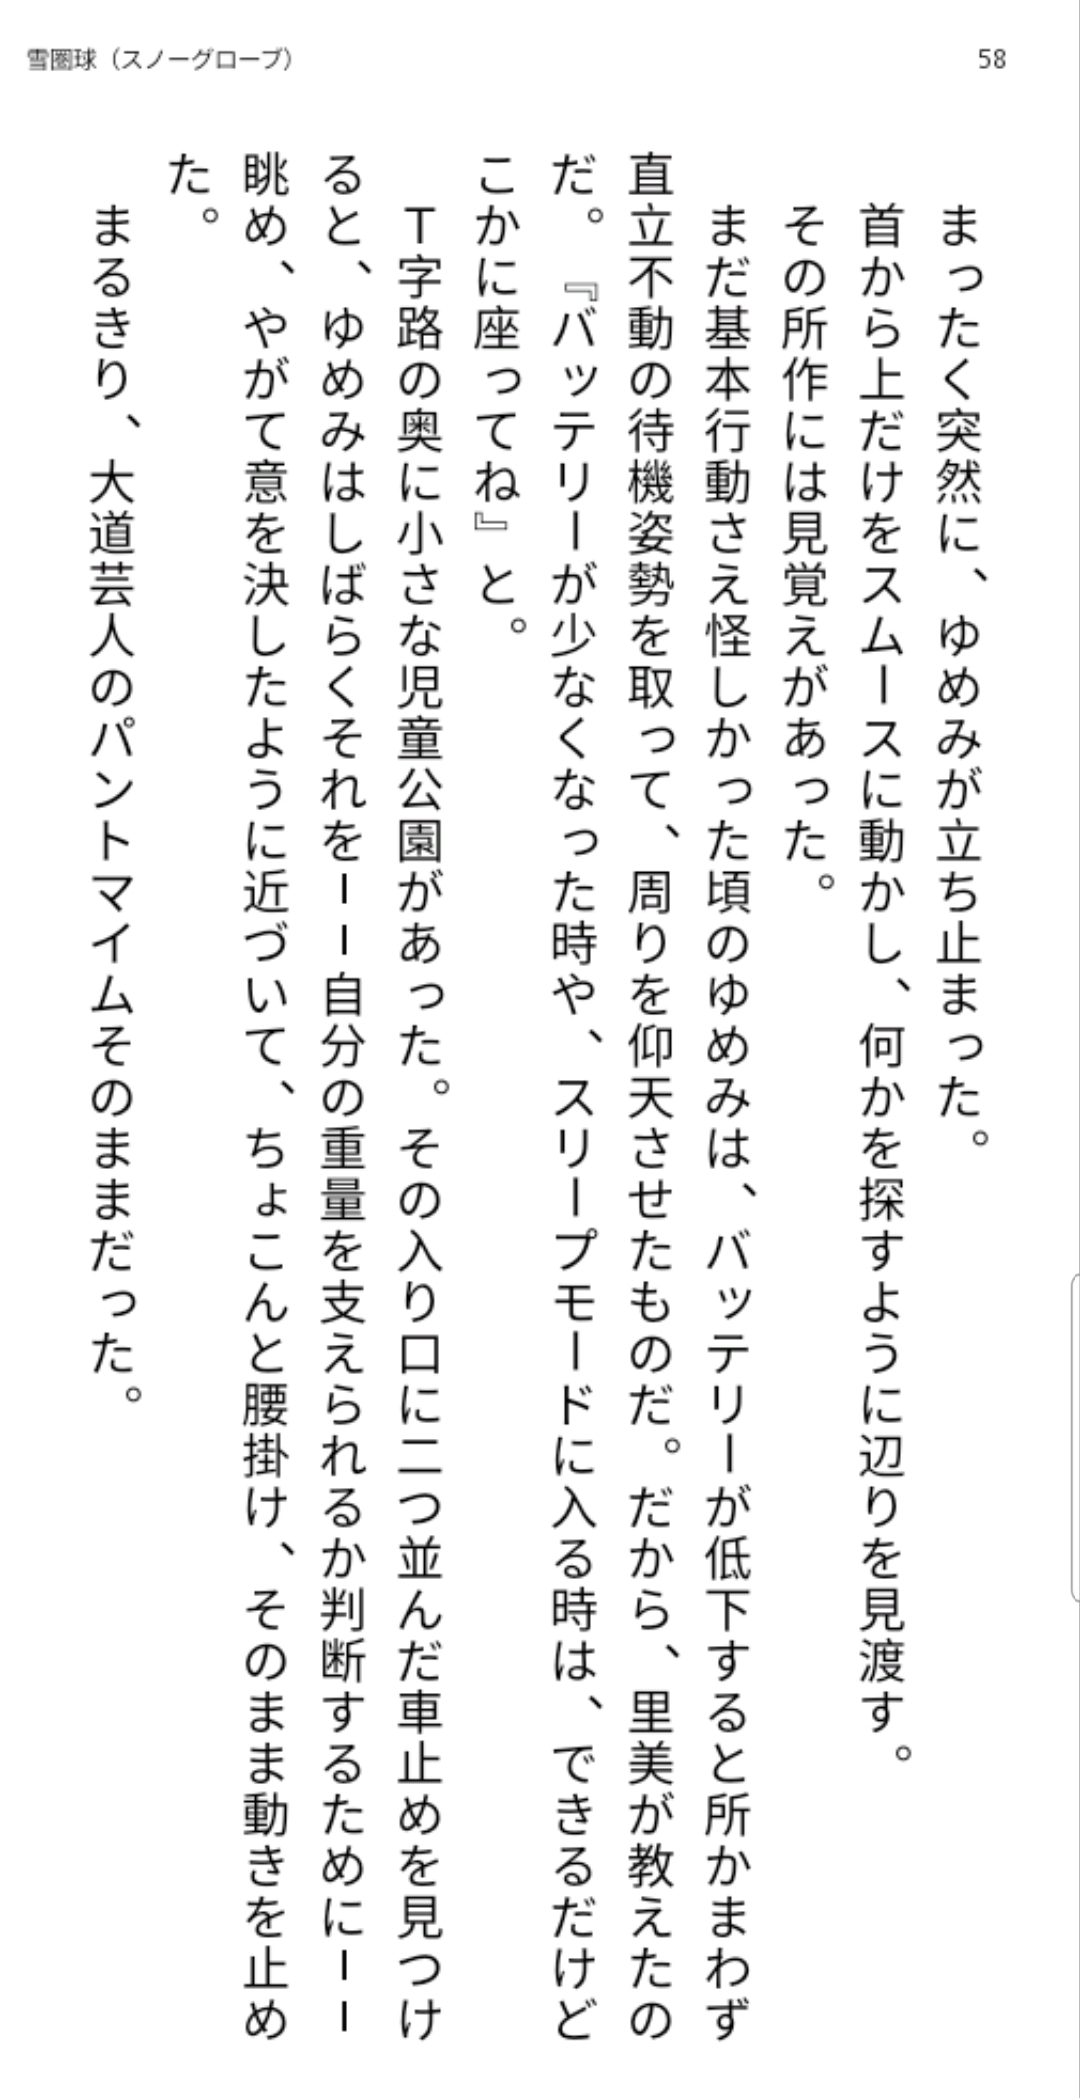 雪圏球（スノーグローブ）
58
まったく突然に、ゆめみが立ち止まった。
首から上だけをスムースに動かし、何かを探すように辺りを見渡す。
その所作には見覚えがあった。
まだ基本行動さえ怪しかった頃のゆめみは、バッテリーが低下すると所かまわず
直立不動の待機姿勢を取って、周りを仰天させたものだ。だから、里美が教えたの
だ。『バッテリーが少なくなった時や、スリープモードに入る時は、できるだけど
こかに座ってね』と。
Ｔ字路の奥に小さな児童公園があった。その入り口に二つ並んだ車止めを見つけ
ると、ゆめみはしばらくそれをーー自分の重量を支えられるか判断するためにーー
眺め、やがて意を決したように近づいて、ちょこんと腰掛け、そのまま動きを止め
た。
まるきり、大道芸人のパントマイムそのままだった。